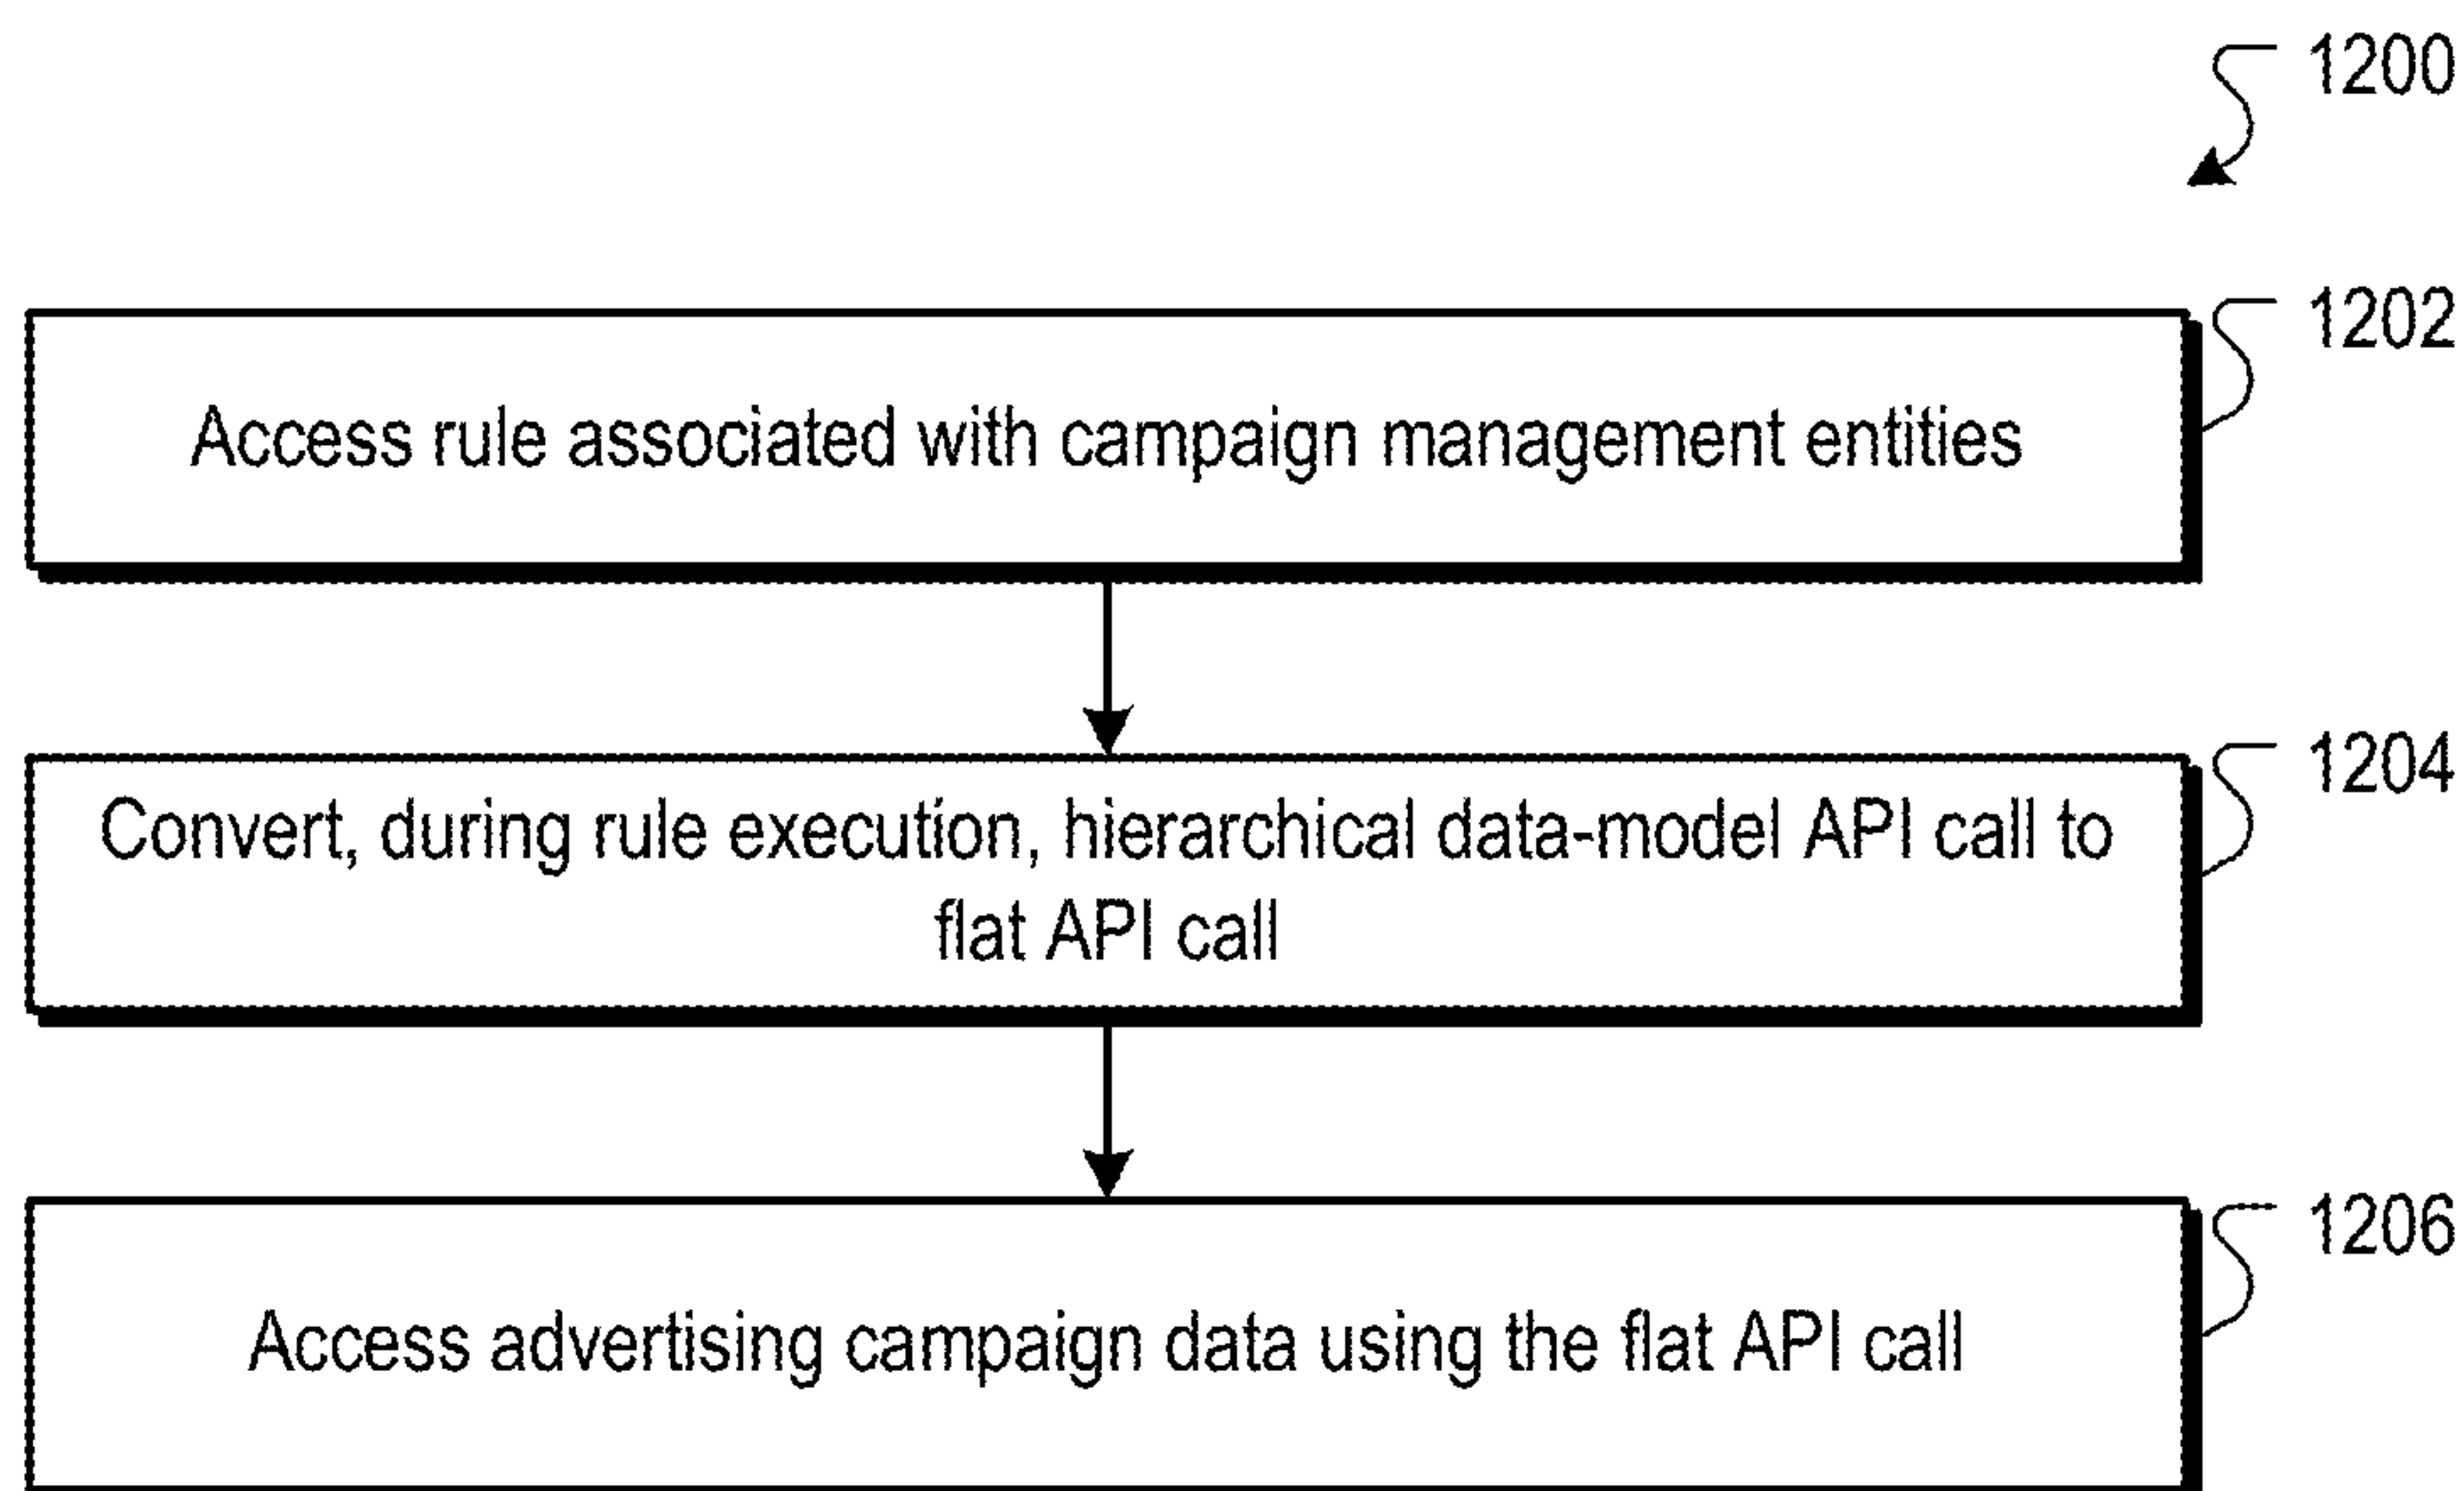 1200
1202
Access rule associated with campaign management entities
1204
Convert, during rule execution, hierarchical data-model API call to
flat API call
1206
Access advertising campaign data using the flat API call